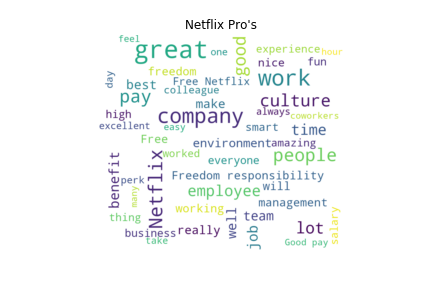 Netflix Pro's
feel
great
one
good
experience
hour
nice
fun
day
freedom
Free Netflix
work
best
colleague
pay
make
culture
high
company
always
coworkers
excellent
easy
smart
time
Free
environment
amazing
worked
everyone
people
benefit
perk
Netflix
Freedom responsibility
many
employee
will
management
thing
working
well
team
salary
business
really
job
lot
take
Good pay